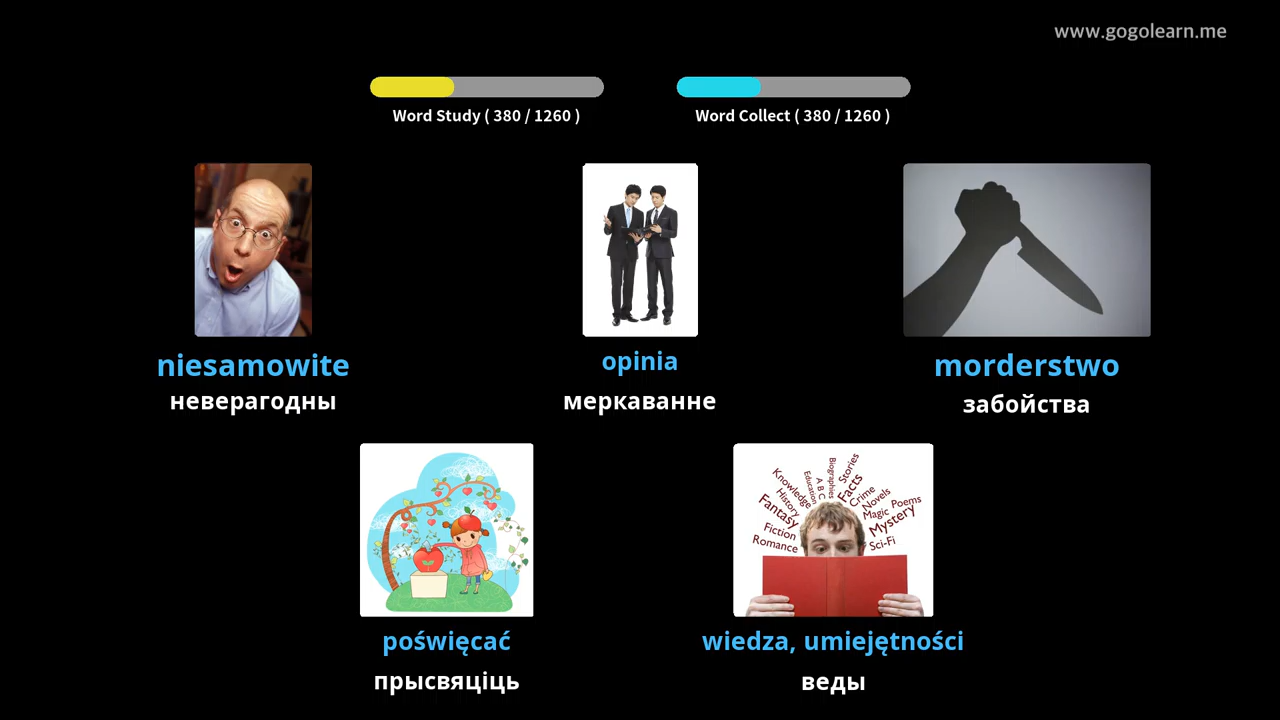 www.gogolearn.me
Word Study ( 380 / 1260 )
Word Collect ( 380 / 1260 )
niesamowite
неверагодны
opinia
меркаванне
morderstwo
забойства
Knowledge
History
Fantasy
Fiction
Romance
Education
A B C
Biographies
Stories
Facts
Crime
Novels
Magic
Poems
Mystery
Sci-Fi
poświęcać
прысвяціць
wiedza, umiejętności
веды